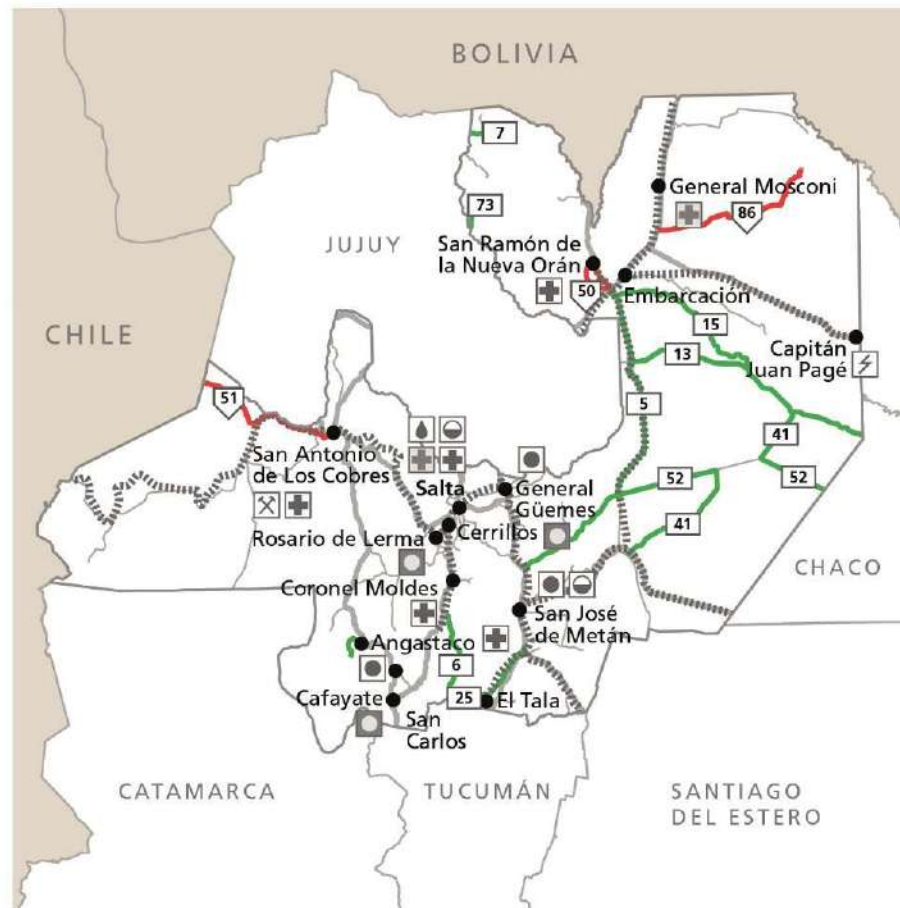 BOLIVIA
7
General Mosconi
73
86
JUJUY
San Ramón de
la Nueva Orán
50
Embarcación
15
CHILE
13
Capitán
Juan Pagé
51
5
41
San Antonio
de Los Cobres
52
52
Salta
General
Güemes
Rosario de Lerma
Cerrillos
41
CHACO
Coronel Moldes
San José
de Metán
Angastaco
6
Cafayate
25
El Tala
San
Carlos
CATAMARCA
TUCUMÁN
SANTIAGO
DEL ESTERO